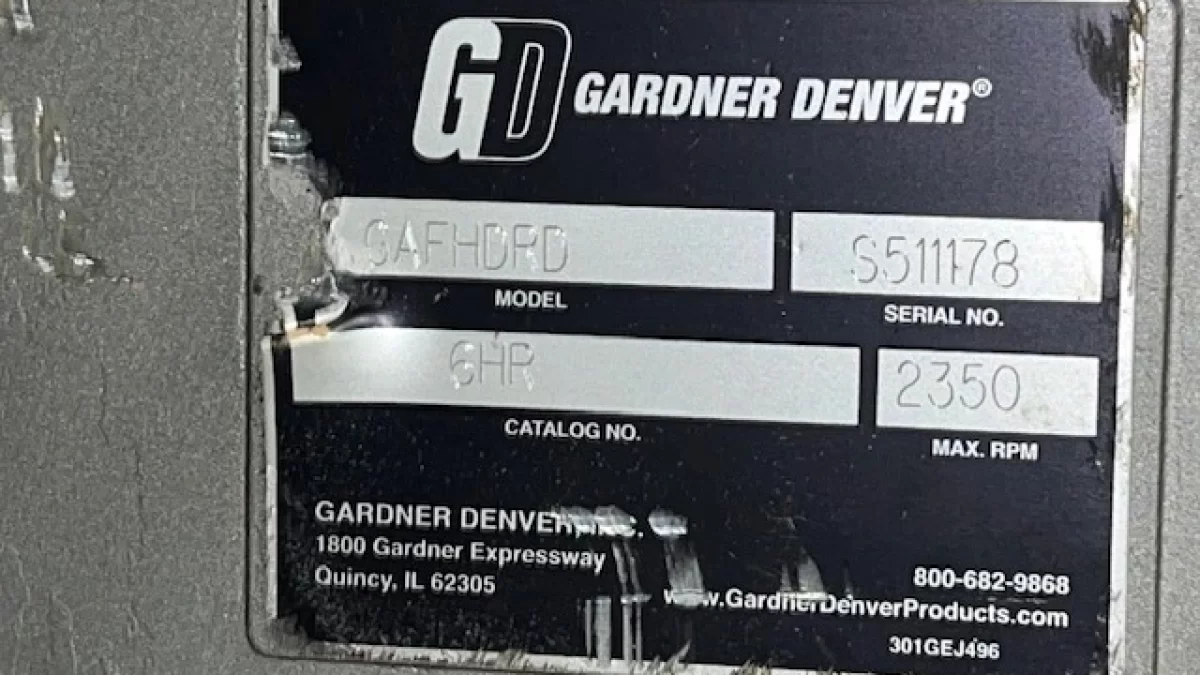 GD GARDNER DENVER®
GAFHDRD S511178
MODEL SERIAL NO.
6HR 2350
CATALOG NO. MAX. RPM
GARDNER DENVER, INC.
1800 Gardner Expressway
Quincy, IL 62305
800-682-9868
www.GardnerDenverProducts.com
301GEJ496